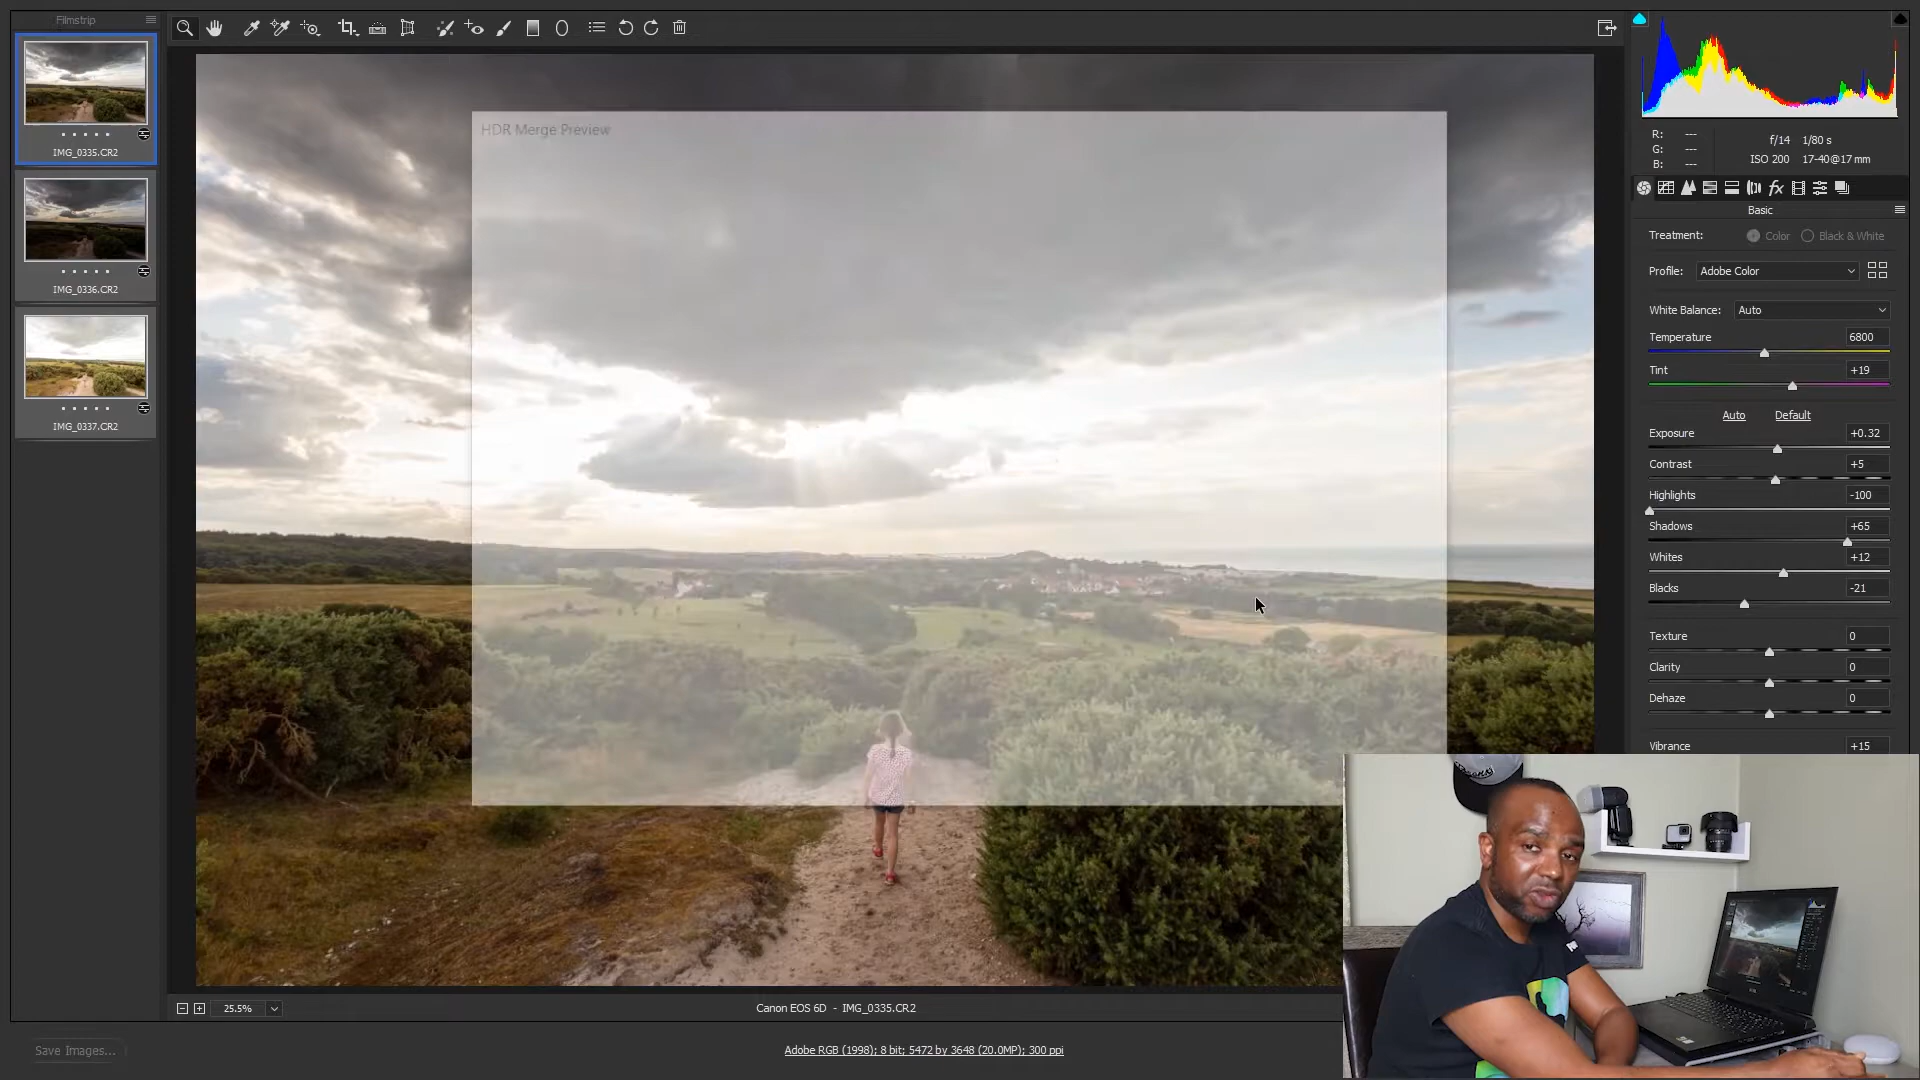 Filmstrip
IMG_0335.CR2
IMG_0336.CR2
IMG_0337.CR2
HDR Merge Preview
R: ---
G: ---
B: ---
f/14 1/80 s
ISO 200 17-40@17 mm
fx
Basic
Treatment: Color Black & White
Profile: Adobe Color
White Balance: Auto
Temperature 6800
Tint +19
Auto Default
Exposure +0.32
Contrast +5
Highlights -100
Shadows +65
Whites +12
Blacks -21
Texture 0
Clarity 0
Dehaze 0
Vibrance +15
25.5%
Canon EOS 6D - IMG_0335.CR2
Save Images...
Adobe RGB (1998); 8 bit; 5472 by 3648 (20.0MP); 300 ppi